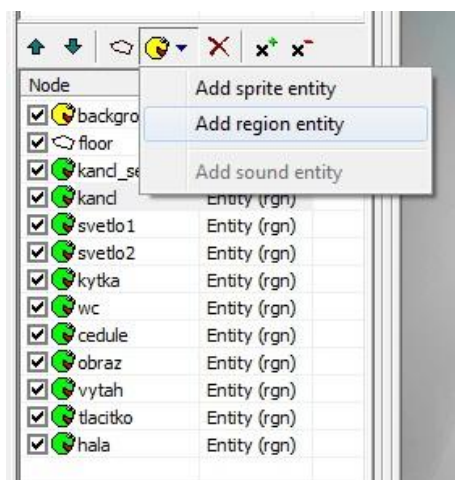 Node
Add sprite entity
Add region entity
Add sound entity
backgro
floor
kancl_se
kancl Entity (rgn)
svetlo1 Entity (rgn)
svetlo2 Entity (rgn)
kytka Entity (rgn)
wc Entity (rgn)
cedule Entity (rgn)
obraz Entity (rgn)
vytah Entity (rgn)
tlacitko Entity (rgn)
hala Entity (rgn)